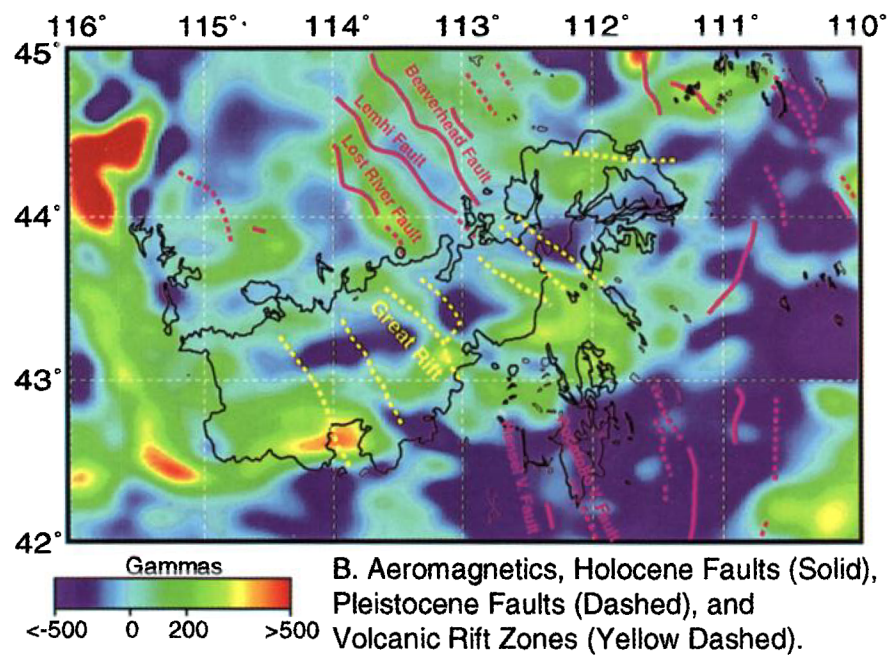 116° 115° 114° 113° 112° 111° 110°
45°
44°
43°
42°
Beaverhead Fault
Lemhi Fault
Lost River Fault
Great Rift
V. Fault
Gammas
<-500 0 200 >500
B. Aeromagnetics, Holocene Faults (Solid),
Pleistocene Faults (Dashed), and
Volcanic Rift Zones (Yellow Dashed).